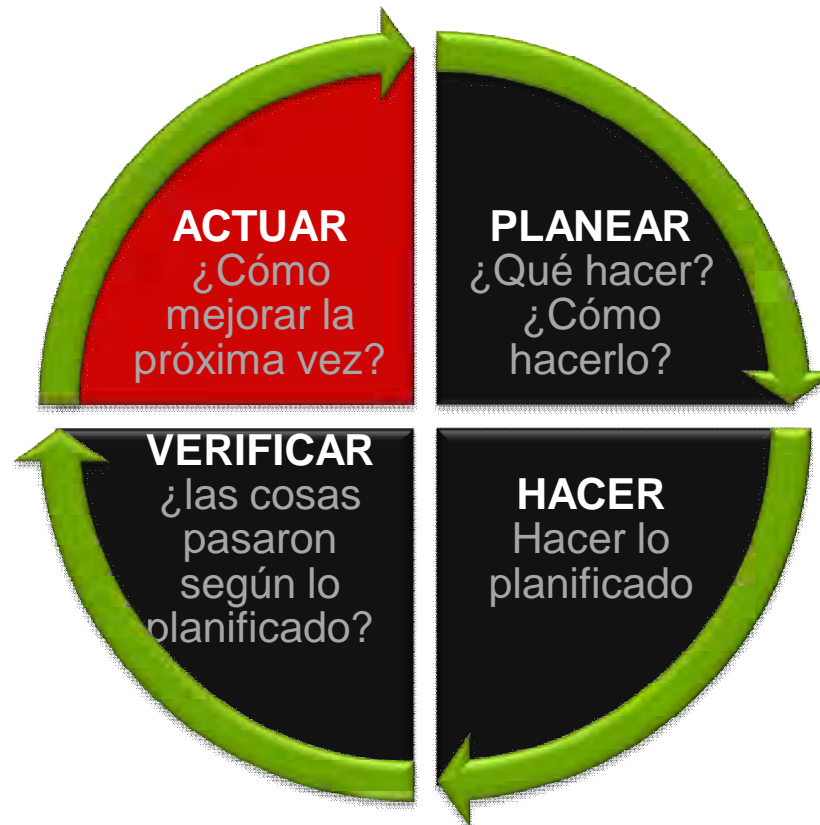 ACTUAR
¿Cómo
mejorar la
próxima vez?
PLANEAR
¿Qué hacer?
¿Cómo
hacerlo?
VERIFICAR
¿las cosas
pasaron
según lo
planificado?
HACER
Hacer lo
planificado